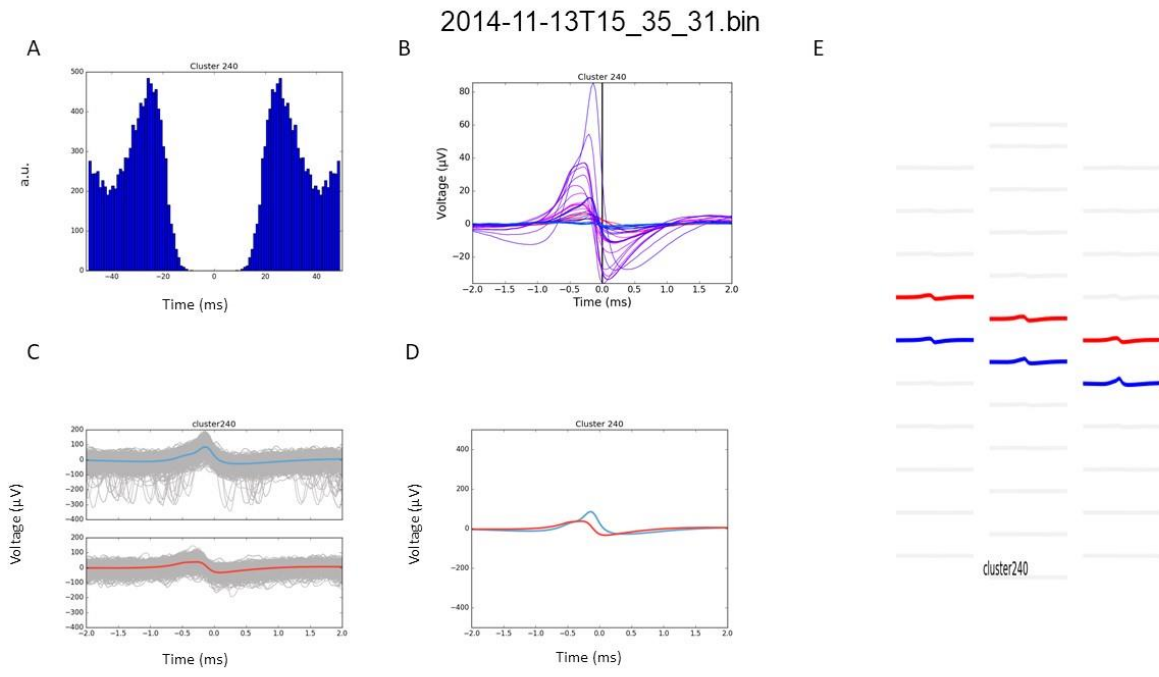 2014-11-13T15_35_31.bin
A
Cluster 240
500
400
300
200
100
0
a.u.
−40 −20 0 20 40
Time (ms)
B
Cluster 240
80
60
40
20
0
−20
Voltage (µV)
−2.0 −1.5 −1.0 −0.5 0.0 0.5 1.0 1.5 2.0
Time (ms)
C
cluster240
200
100
0
−100
−200
−300
−400
200
100
0
−100
−200
−300
−400
Voltage (µV)
−2.0 −1.5 −1.0 −0.5 0.0 0.5 1.0 1.5 2.0
Time (ms)
D
Cluster 240
400
200
0
−200
−400
Voltage (µV)
−2.0 −1.5 −1.0 −0.5 0.0 0.5 1.0 1.5 2.0
Time (ms)
E
cluster240